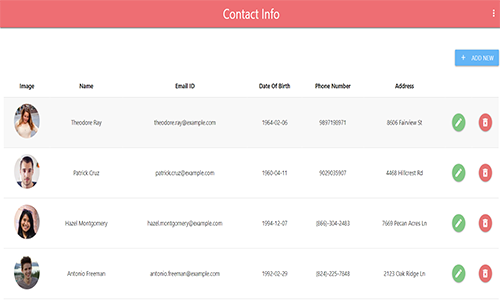 Contact Info
+ ADD NEW
Image Name Email ID Date Of Birth Phone Number Address
Theodore Ray theodore.ray@example.com 1964-02-06 9897198971 8606 Fairview St
Patrick Cruz patrick.cruz@example.com 1960-04-11 9029035907 4468 Hillcrest Rd
Hazel Montgomery hazel.montgomery@example.com 1994-12-07 (866)-304-2483 7669 Pecan Acres Ln
Antonio Freeman antonio.freeman@example.com 1992-02-29 (824)-225-7848 2123 Oak Ridge Ln